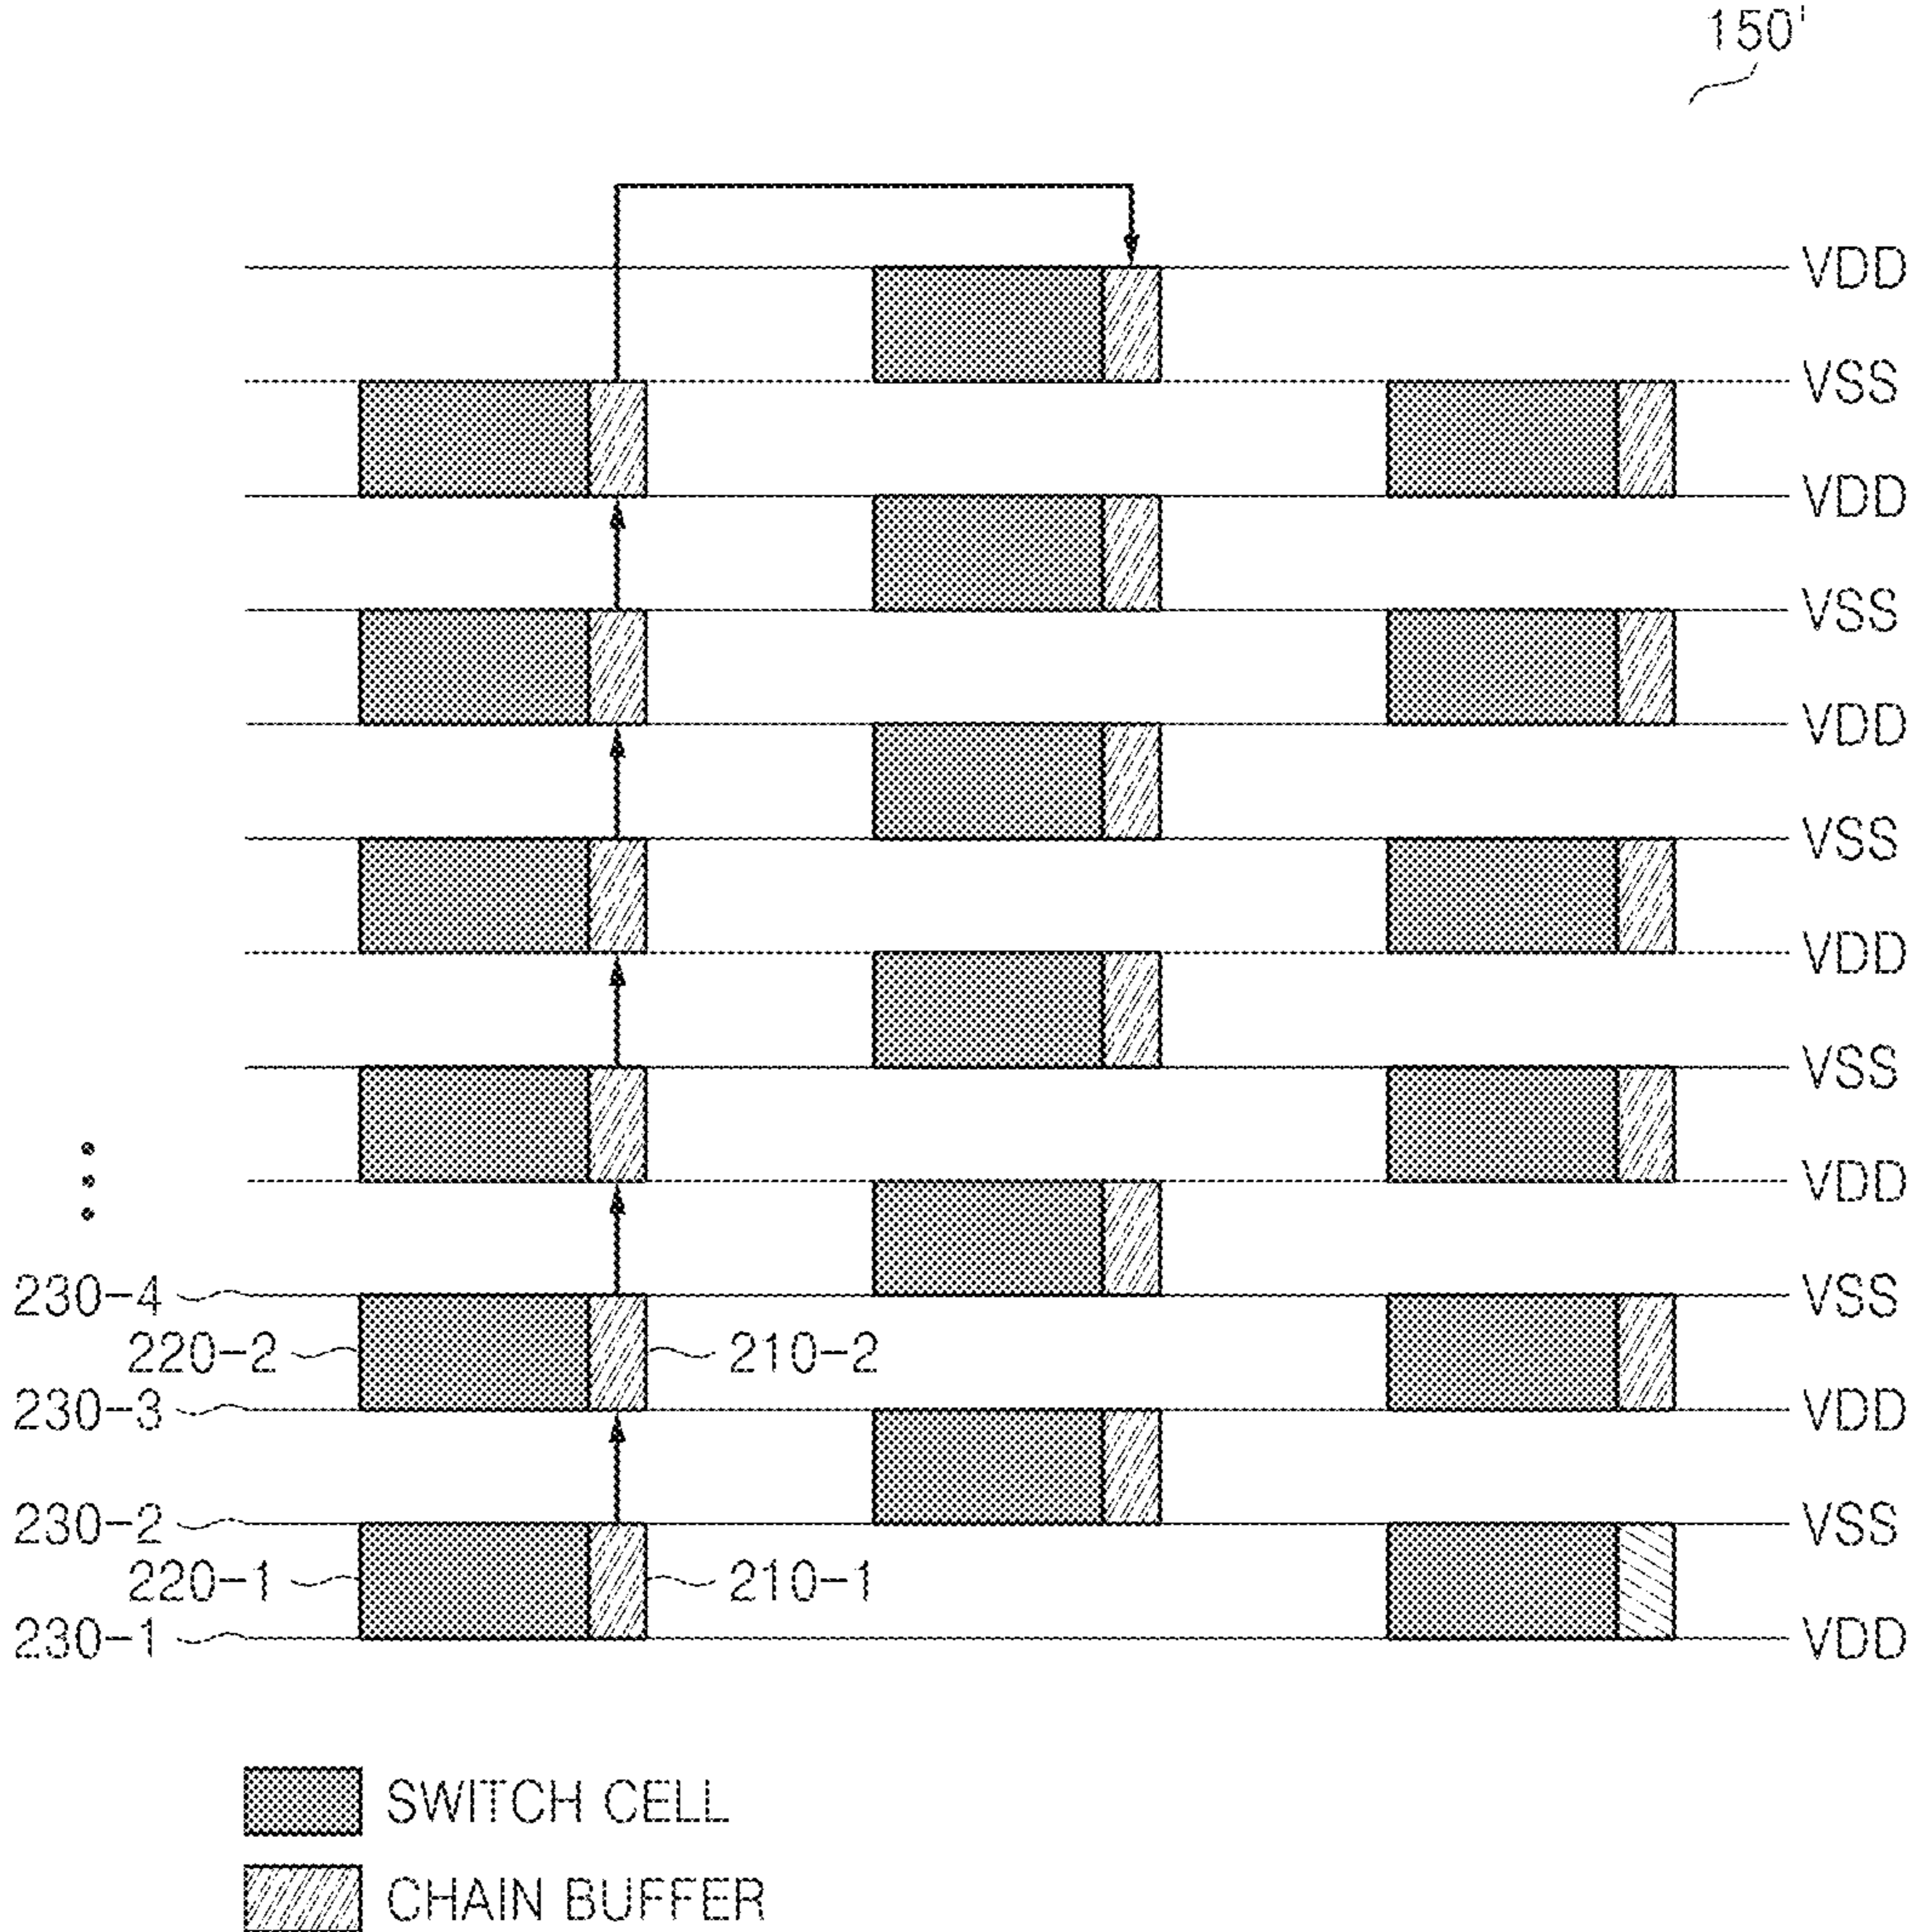 150'
VDD
VSS
VDD
VSS
VDD
VSS
VDD
VSS
VDD
230-4 VSS
220-2 210-2
230-3 VDD
230-2 VSS
220-1 210-1
230-1 VDD
SWITCH CELL
CHAIN BUFFER